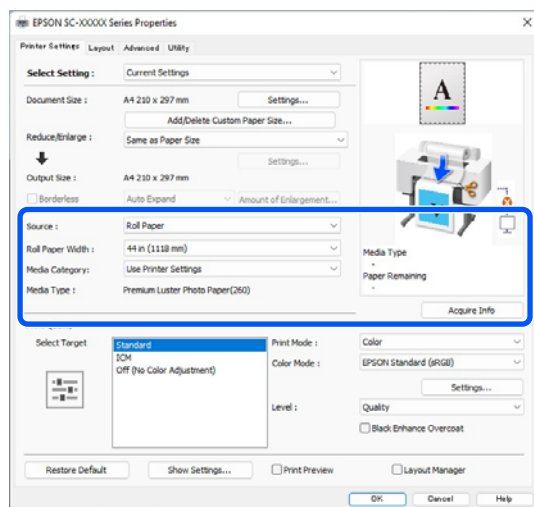 EPSON SC-XXXXX Series Properties
Printer Settings Layout Advanced Utility
Select Setting : Current Settings
Document Size : A4 210 x 297 mm Settings...
Add/Delete Custom Paper Size...
Reduce/Enlarge : Same as Paper Size
Settings...
Output Size : A4 210 x 297 mm
Borderless Auto Expand Amount of Enlargement...
A
Source : Roll Paper
Roll Paper Width : 44 in (1118 mm)
Media Category: Use Printer Settings
Media Type : Premium Luster Photo Paper(260)
Media Type
-
Paper Remaining
-
Acquire Info
Select Target Standard
ICM
Off (No Color Adjustment)
Print Mode : Color
Color Mode : EPSON Standard (sRGB)
Settings...
Level : Quality
Black Enhance Overcoat
Restore Default Show Settings... Print Preview Layout Manager
OK Cancel Help